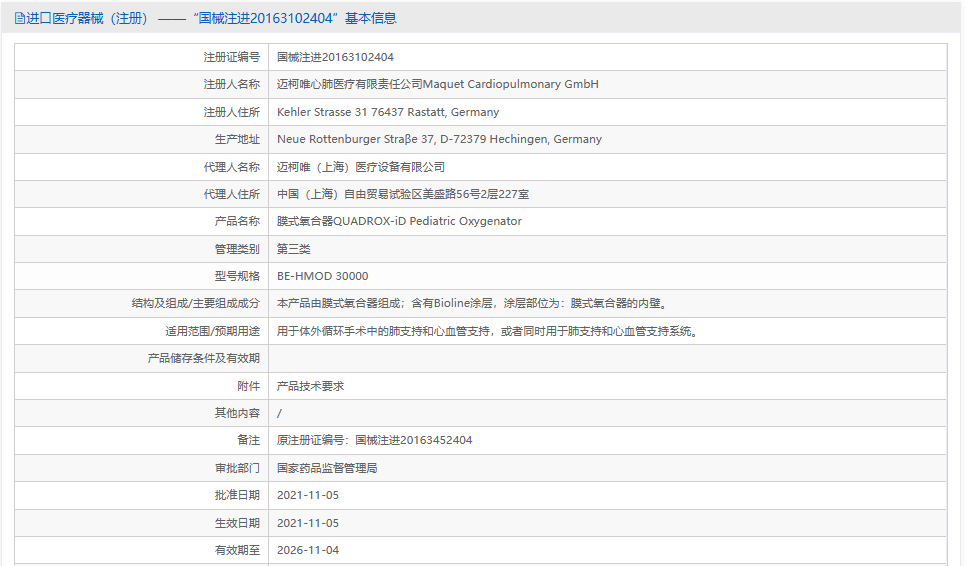 进口医疗器械（注册） —— “国械注进20163102404” 基本信息
注册证编号 国械注进20163102404
注册人名称 迈柯唯心肺医疗有限责任公司Maquet Cardiopulmonary GmbH
注册人住所 Kehler Strasse 31 76437 Rastatt, Germany
生产地址 Neue Rottenburger Straβe 37, D-72379 Hechingen, Germany
代理人名称 迈柯唯（上海）医疗设备有限公司
代理人住所 中国（上海）自由贸易试验区美盛路56号2层227室
产品名称 膜式氧合器QUADROX-iD Pediatric Oxygenator
管理类别 第三类
型号规格 BE-HMOD 30000
结构及组成/主要组成成分 本产品由膜式氧合器组成；含有Bioline涂层，涂层部位为：膜式氧合器的内壁。
适用范围/预期用途 用于体外循环手术中的肺支持和心血管支持，或者同时用于肺支持和心血管支持系统。
产品储存条件及有效期
附件 产品技术要求
其他内容 /
备注 原注册证编号：国械注进20163452404
审批部门 国家药品监督管理局
批准日期 2021-11-05
生效日期 2021-11-05
有效期至 2026-11-04